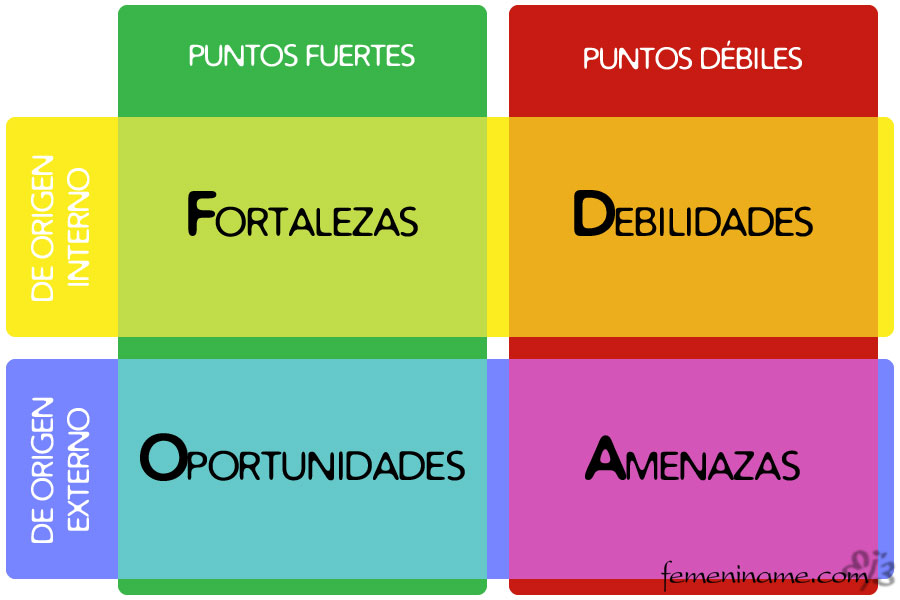 PUNTOS FUERTES
PUNTOS DÉBILES
DE ORIGEN
INTERNO
FORTALEZAS
DEBILIDADES
DE ORIGEN
EXTERNO
OPORTUNIDADES
AMENAZAS
femeniname.com